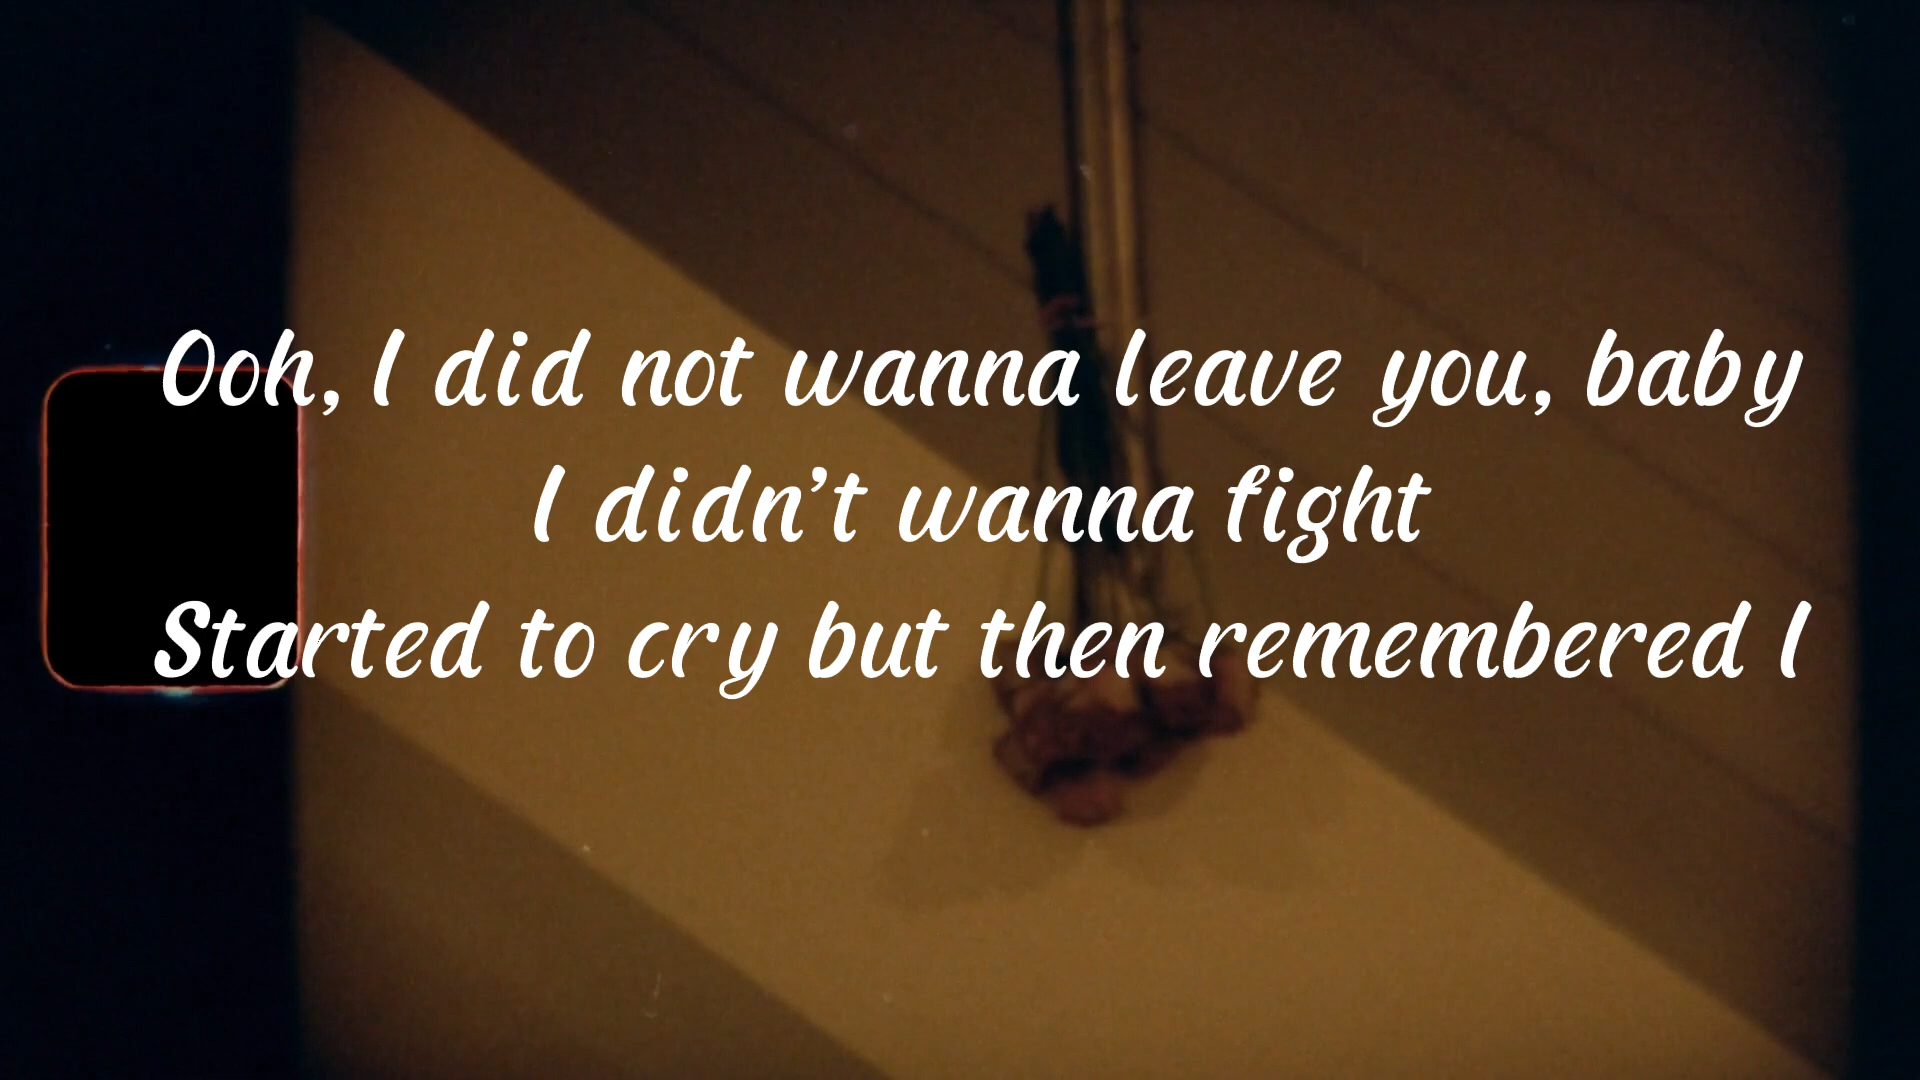 Ooh, I did not wanna leave you, baby
I didn’t wanna fight
Started to cry but then remembered I